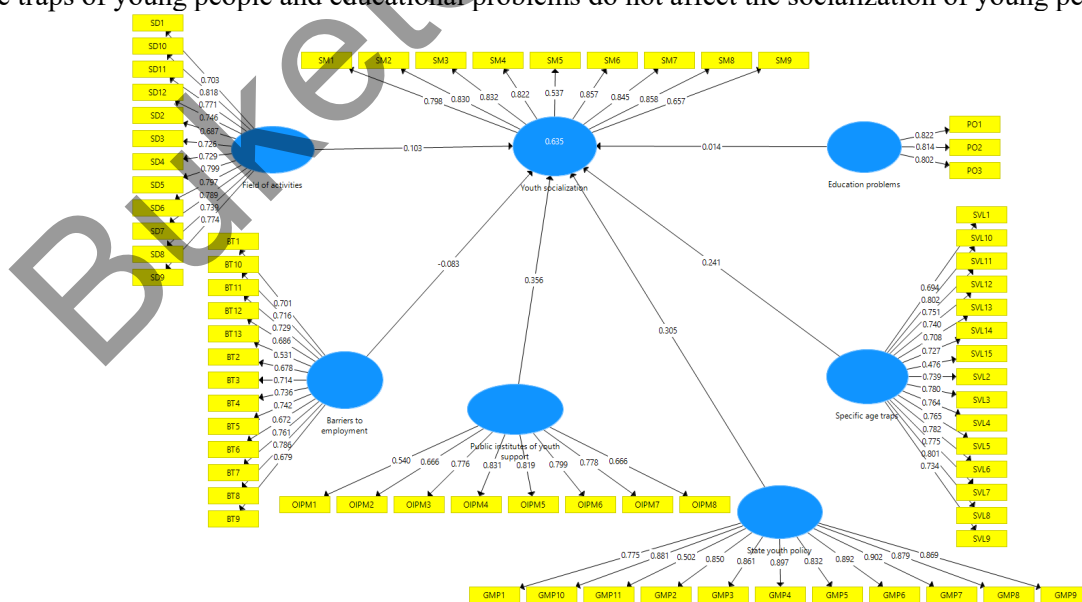 e traps of young people and educational problems do not affect the socialization of young pe
Buket
SD1
SD10
SD11
SD12
SD2
SD3
SD4
SD5
SD6
SD7
SD8
SD9
0.703
0.818
0.771
0.746
0.687
0.726
0.729
0.799
0.797
0.789
0.739
0.774
Field of activities
0.103
SM1 SM2 SM3 SM4 SM5 SM6 SM7 SM8 SM9
0.798 0.830 0.832 0.822 0.537 0.857 0.845 0.858 0.657
0.635
Youth socialization
0.014
Education problems
0.822
0.814
0.802
PO1
PO2
PO3
BT1
BT10
BT11
BT12
BT13
BT2
BT3
BT4
BT5
BT6
BT7
BT8
BT9
0.701
0.716
0.729
0.686
0.531
0.678
0.714
0.736
0.742
0.672
0.761
0.786
0.679
Barriers to
employment
-0.083
0.356
0.305
0.241
Public institutes of youth
support
0.540 0.666 0.776 0.831 0.819 0.799 0.778 0.666
OIPM1 OIPM2 OIPM3 OIPM4 OIPM5 OIPM6 OIPM7 OIPM8
Specific age traps
0.694
0.802
0.751
0.740
0.708
0.727
0.476
0.739
0.780
0.764
0.765
0.782
0.775
0.801
0.734
SVL1
SVL10
SVL11
SVL12
SVL13
SVL14
SVL15
SVL2
SVL3
SVL4
SVL5
SVL6
SVL7
SVL8
SVL9
State youth policy
0.775 0.881 0.502 0.850 0.861 0.897 0.832 0.892 0.902 0.879 0.869
GMP1 GMP10 GMP11 GMP2 GMP3 GMP4 GMP5 GMP6 GMP7 GMP8 GMP9